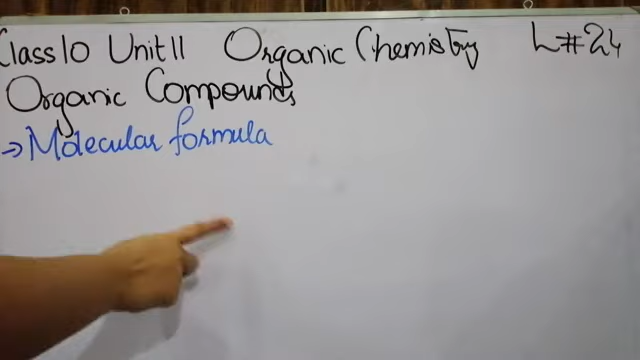 Class 10 Unit 11 Organic Chemistry L#24
Organic Compounds
→ Molecular formula